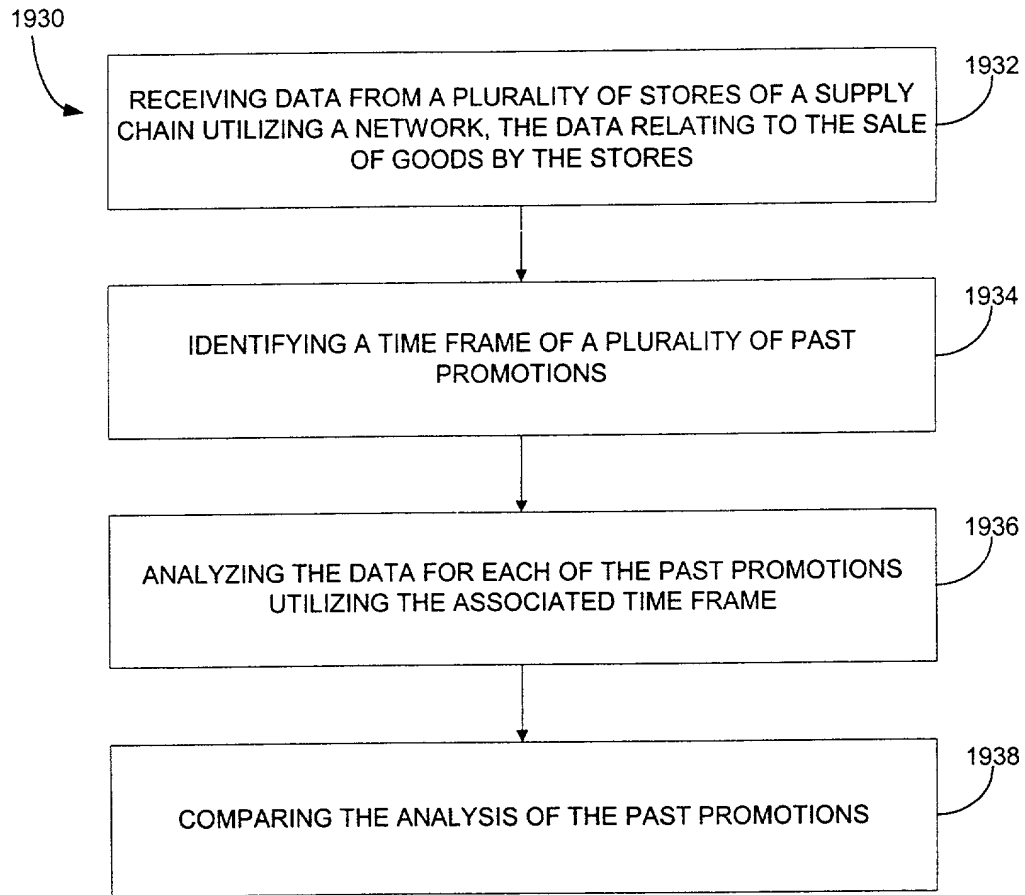 1930
1932
RECEIVING DATA FROM A PLURALITY OF STORES OF A SUPPLY
CHAIN UTILIZING A NETWORK, THE DATA RELATING TO THE SALE
OF GOODS BY THE STORES
1934
IDENTIFYING A TIME FRAME OF A PLURALITY OF PAST
PROMOTIONS
1936
ANALYZING THE DATA FOR EACH OF THE PAST PROMOTIONS
UTILIZING THE ASSOCIATED TIME FRAME
1938
COMPARING THE ANALYSIS OF THE PAST PROMOTIONS